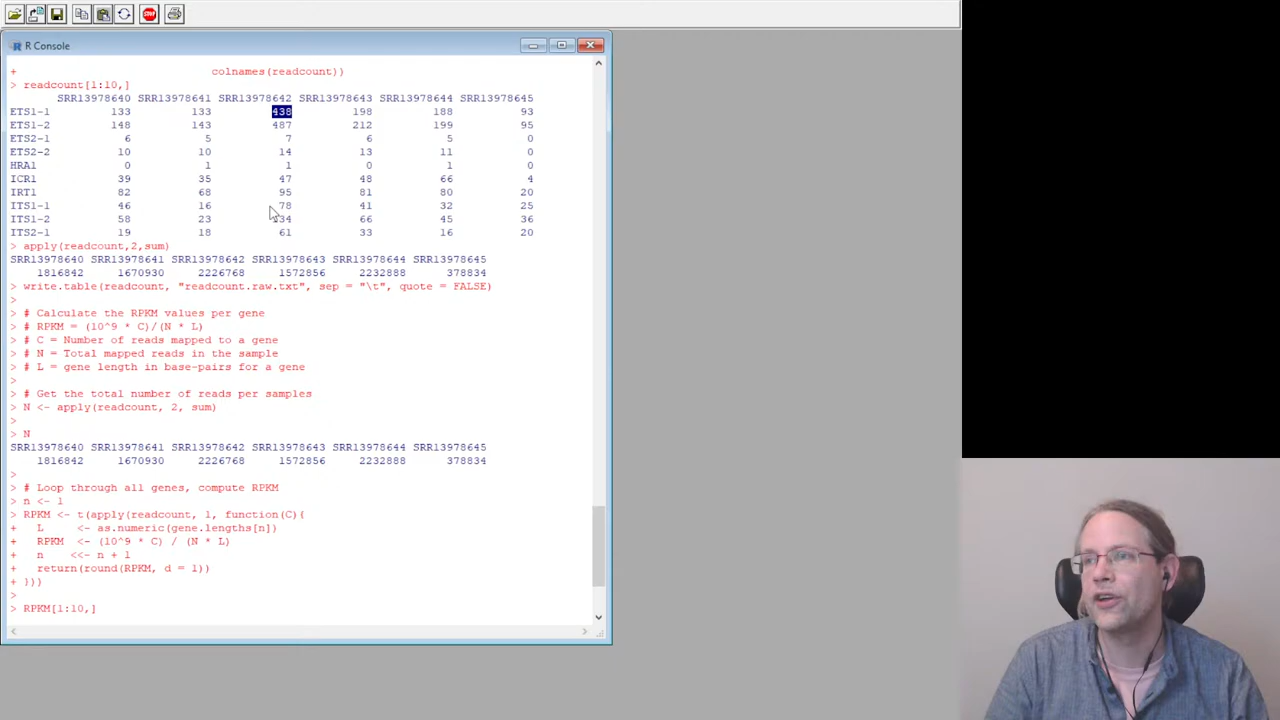 STOP
R Console
+ colnames(readcount))
> readcount[1:10,]
SRR13978640 SRR13978641 SRR13978642 SRR13978643 SRR13978644 SRR13978645
ETS1-1 133 133 438 198 188 93
ETS1-2 148 143 487 212 199 95
ETS2-1 6 5 7 6 5 0
ETS2-2 10 10 14 13 11 0
HRA1 0 1 1 0 1 0
ICR1 39 35 47 48 66 4
IRT1 82 68 95 81 80 20
ITS1-1 46 16 78 41 32 25
ITS1-2 58 23 34 66 45 36
ITS2-1 19 18 61 33 16 20
> apply(readcount,2,sum)
SRR13978640 SRR13978641 SRR13978642 SRR13978643 SRR13978644 SRR13978645
1816842 1670930 2226768 1572856 2232888 378834
> write.table(readcount, "readcount.raw.txt", sep = "\t", quote = FALSE)
>
> # Calculate the RPKM values per gene
> # RPKM = (10^9 * C)/(N * L)
> # C = Number of reads mapped to a gene
> # N = Total mapped reads in the sample
> # L = gene length in base-pairs for a gene
>
> # Get the total number of reads per samples
> N <- apply(readcount, 2, sum)
>
> N
SRR13978640 SRR13978641 SRR13978642 SRR13978643 SRR13978644 SRR13978645
1816842 1670930 2226768 1572856 2232888 378834
>
> # Loop through all genes, compute RPKM
> n <- 1
> RPKM <- t(apply(readcount, 1, function(C){
+ L <- as.numeric(gene.lengths[n])
+ RPKM <- (10^9 * C) / (N * L)
+ n <<- n + 1
+ return(round(RPKM, d = 1))
+ }))
>
> RPKM[1:10,]